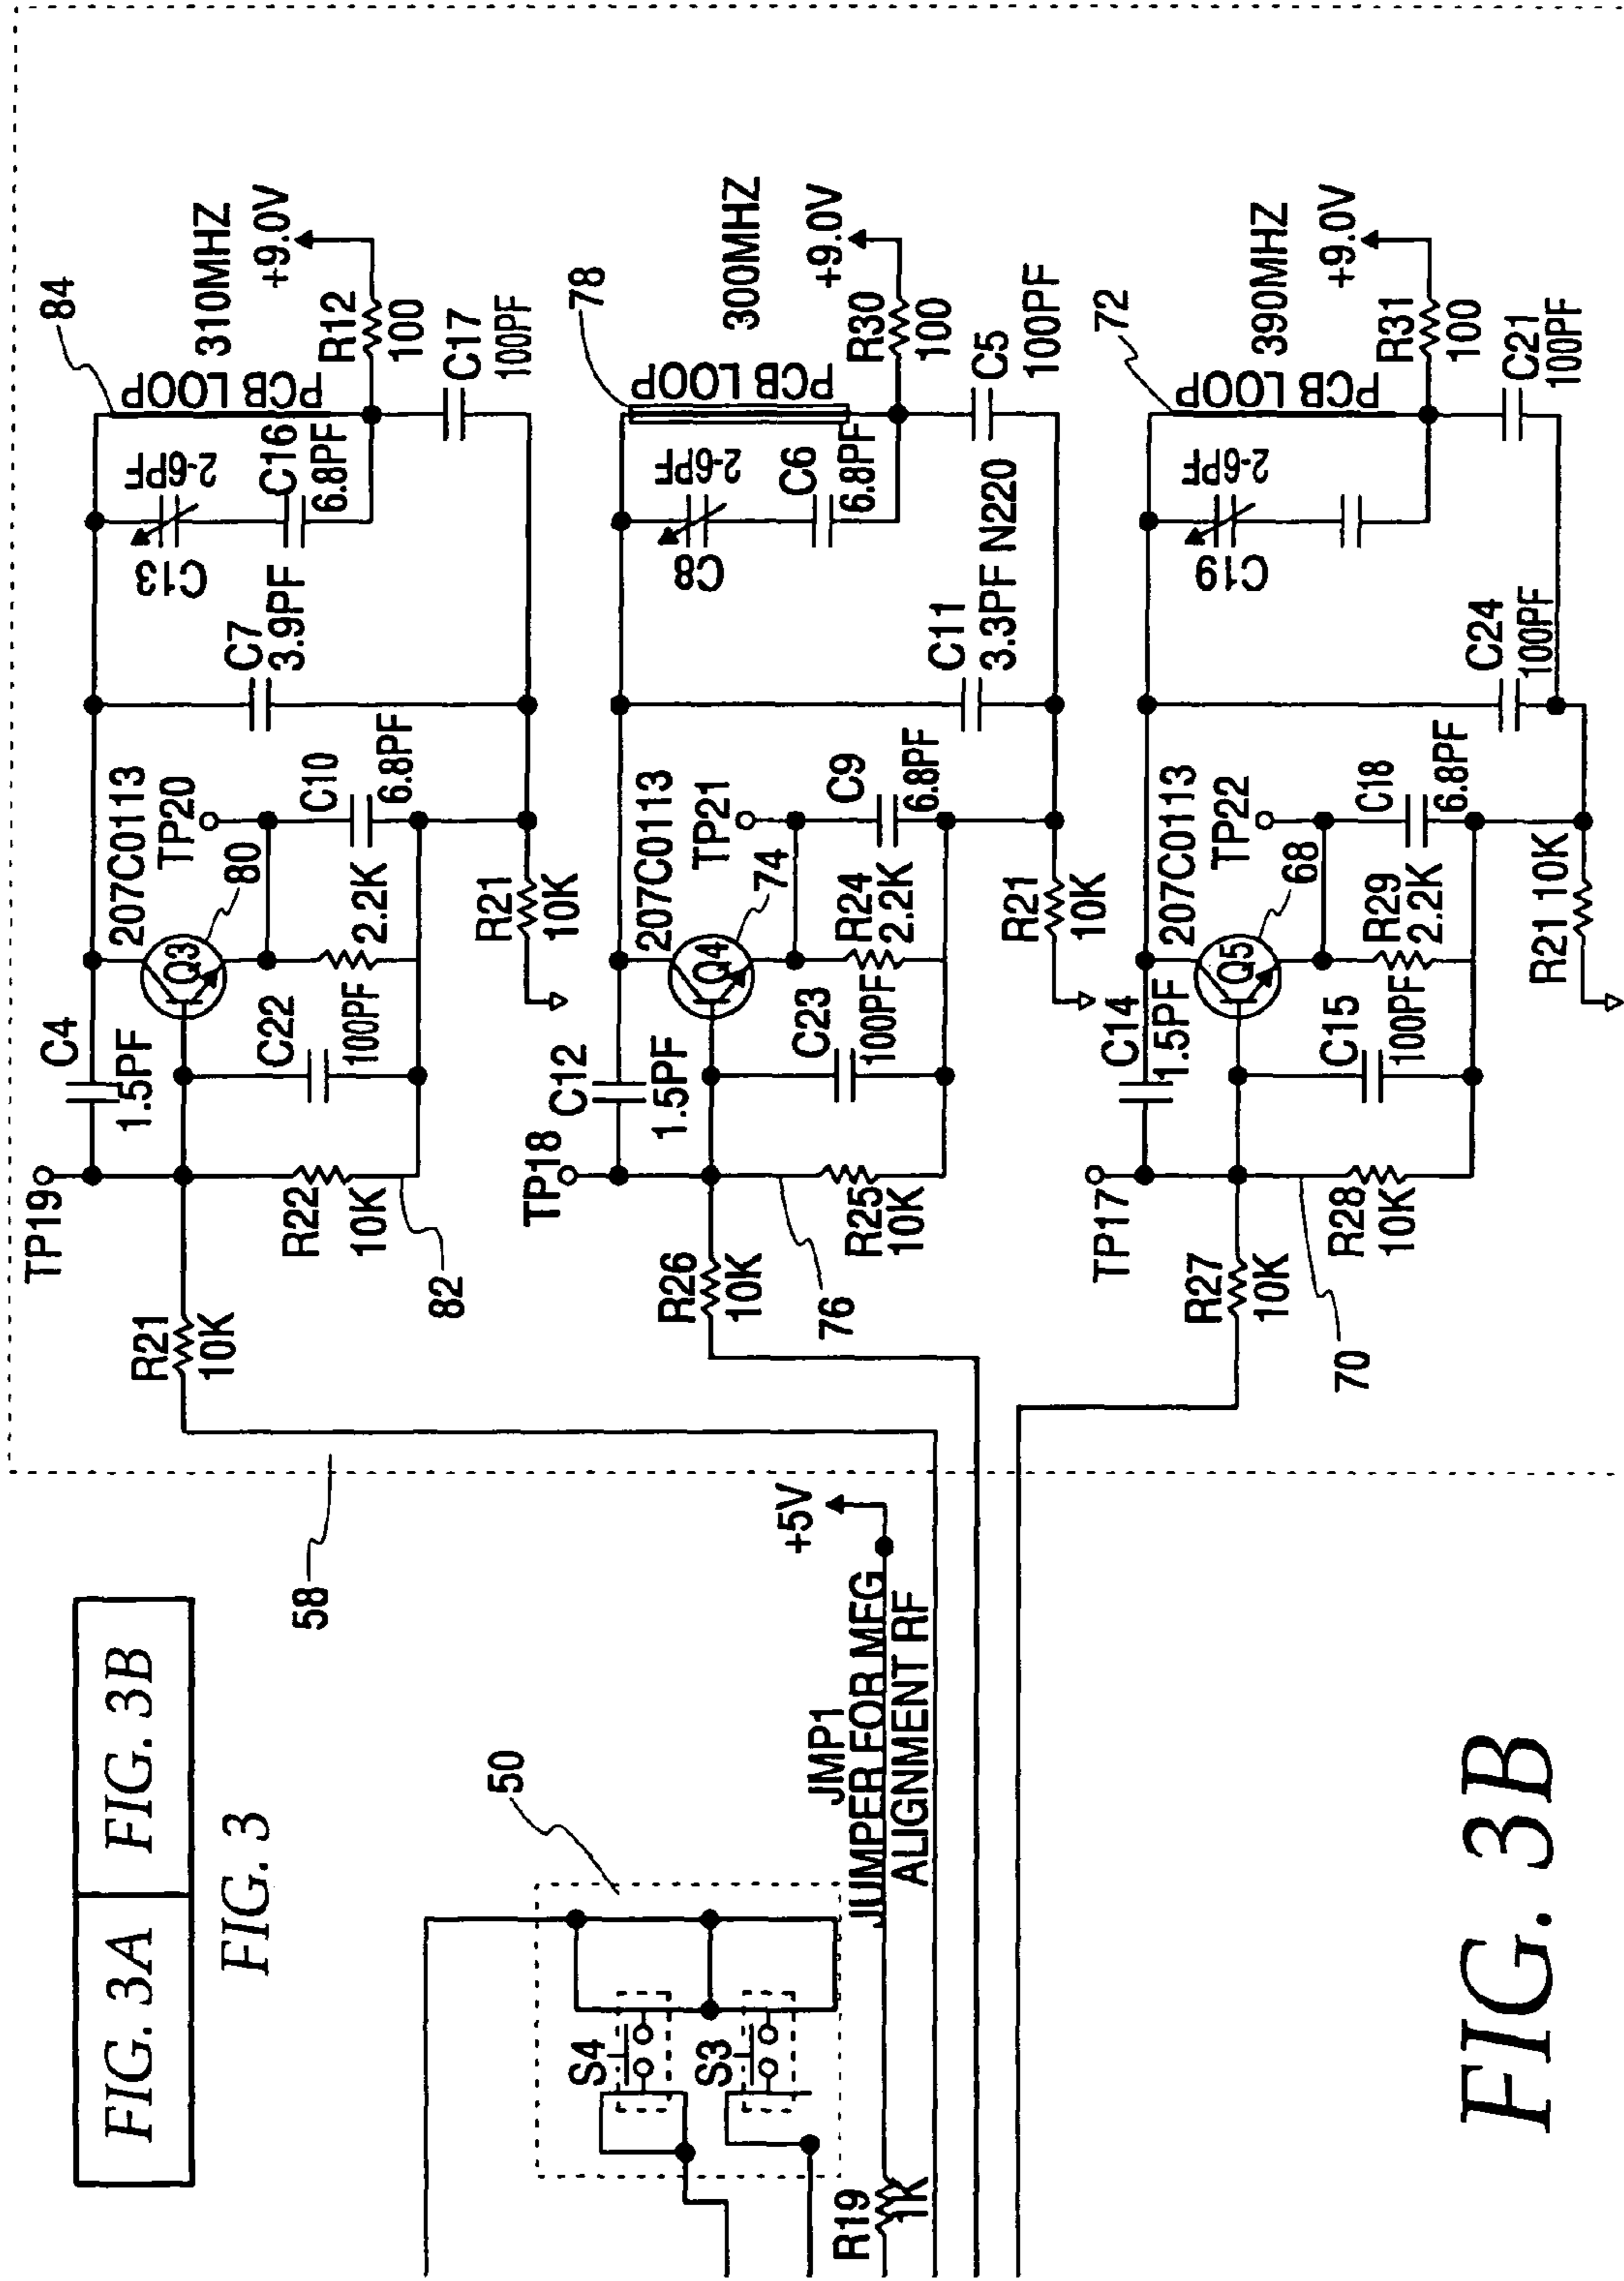 FIG. 3A
FIG. 3B
FIG. 3
58
50
S4
S3
R19
1K
JMP1
JUMPER FOR MFG
ALIGNMENT RF
+5V
TP19
C4
1.5PF
207C0113
TP20
Q3
80
C22
100PF
2.2K
C10
6.8PF
R21
10K
R22
10K
82
R21
10K
C7
3.9PF
C13
2-6PF
C16
6.8PF
PCB LOOP
84
310MHZ
+9.0V
R12
100
C17
100PF
TP18
C12
1.5PF
207C0113
TP21
Q4
74
C23
100PF
R24
2.2K
C9
6.8PF
R26
10K
R25
10K
76
R21
10K
C11
3.3PF N220
C8
2-6PF
C6
6.8PF
PCB LOOP
78
300MHZ
+9.0V
R30
100
C5
100PF
TP17
C14
1.5PF
207C0113
TP22
Q5
68
C15
100PF
R29
2.2K
C18
6.8PF
R27
10K
R28
10K
70
R21 10K
C24
100PF
C19
2-6PF
PCB LOOP
72
390MHZ
+9.0V
R31
100
C21
100PF
FIG. 3B